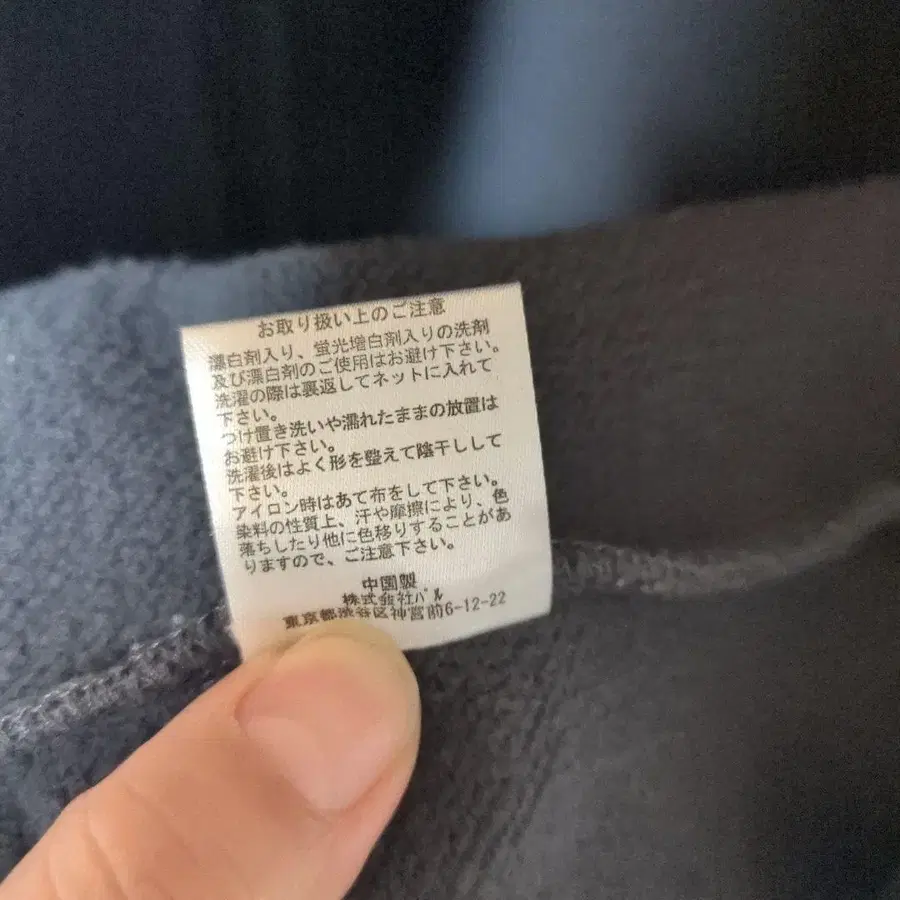 お取り扱い上のご注意
漂白剤入り、蛍光増白剤入りの洗剤
及び漂白剤のご使用はお避け下さい。
洗濯の際は裏返してネットに入れて
下さい。
つけ置き洗いや濡れたままの放置は
お避け下さい。
洗濯後はよく形を整えて陰干しして
下さい。
アイロン時はあて布をして下さい。
染料の性質上、汗や摩擦により、色
落ちしたり他に色移りすることがあ
りますので、ご注意下さい。
中国製
株式会社パル
東京都渋谷区神宮前6-12-22